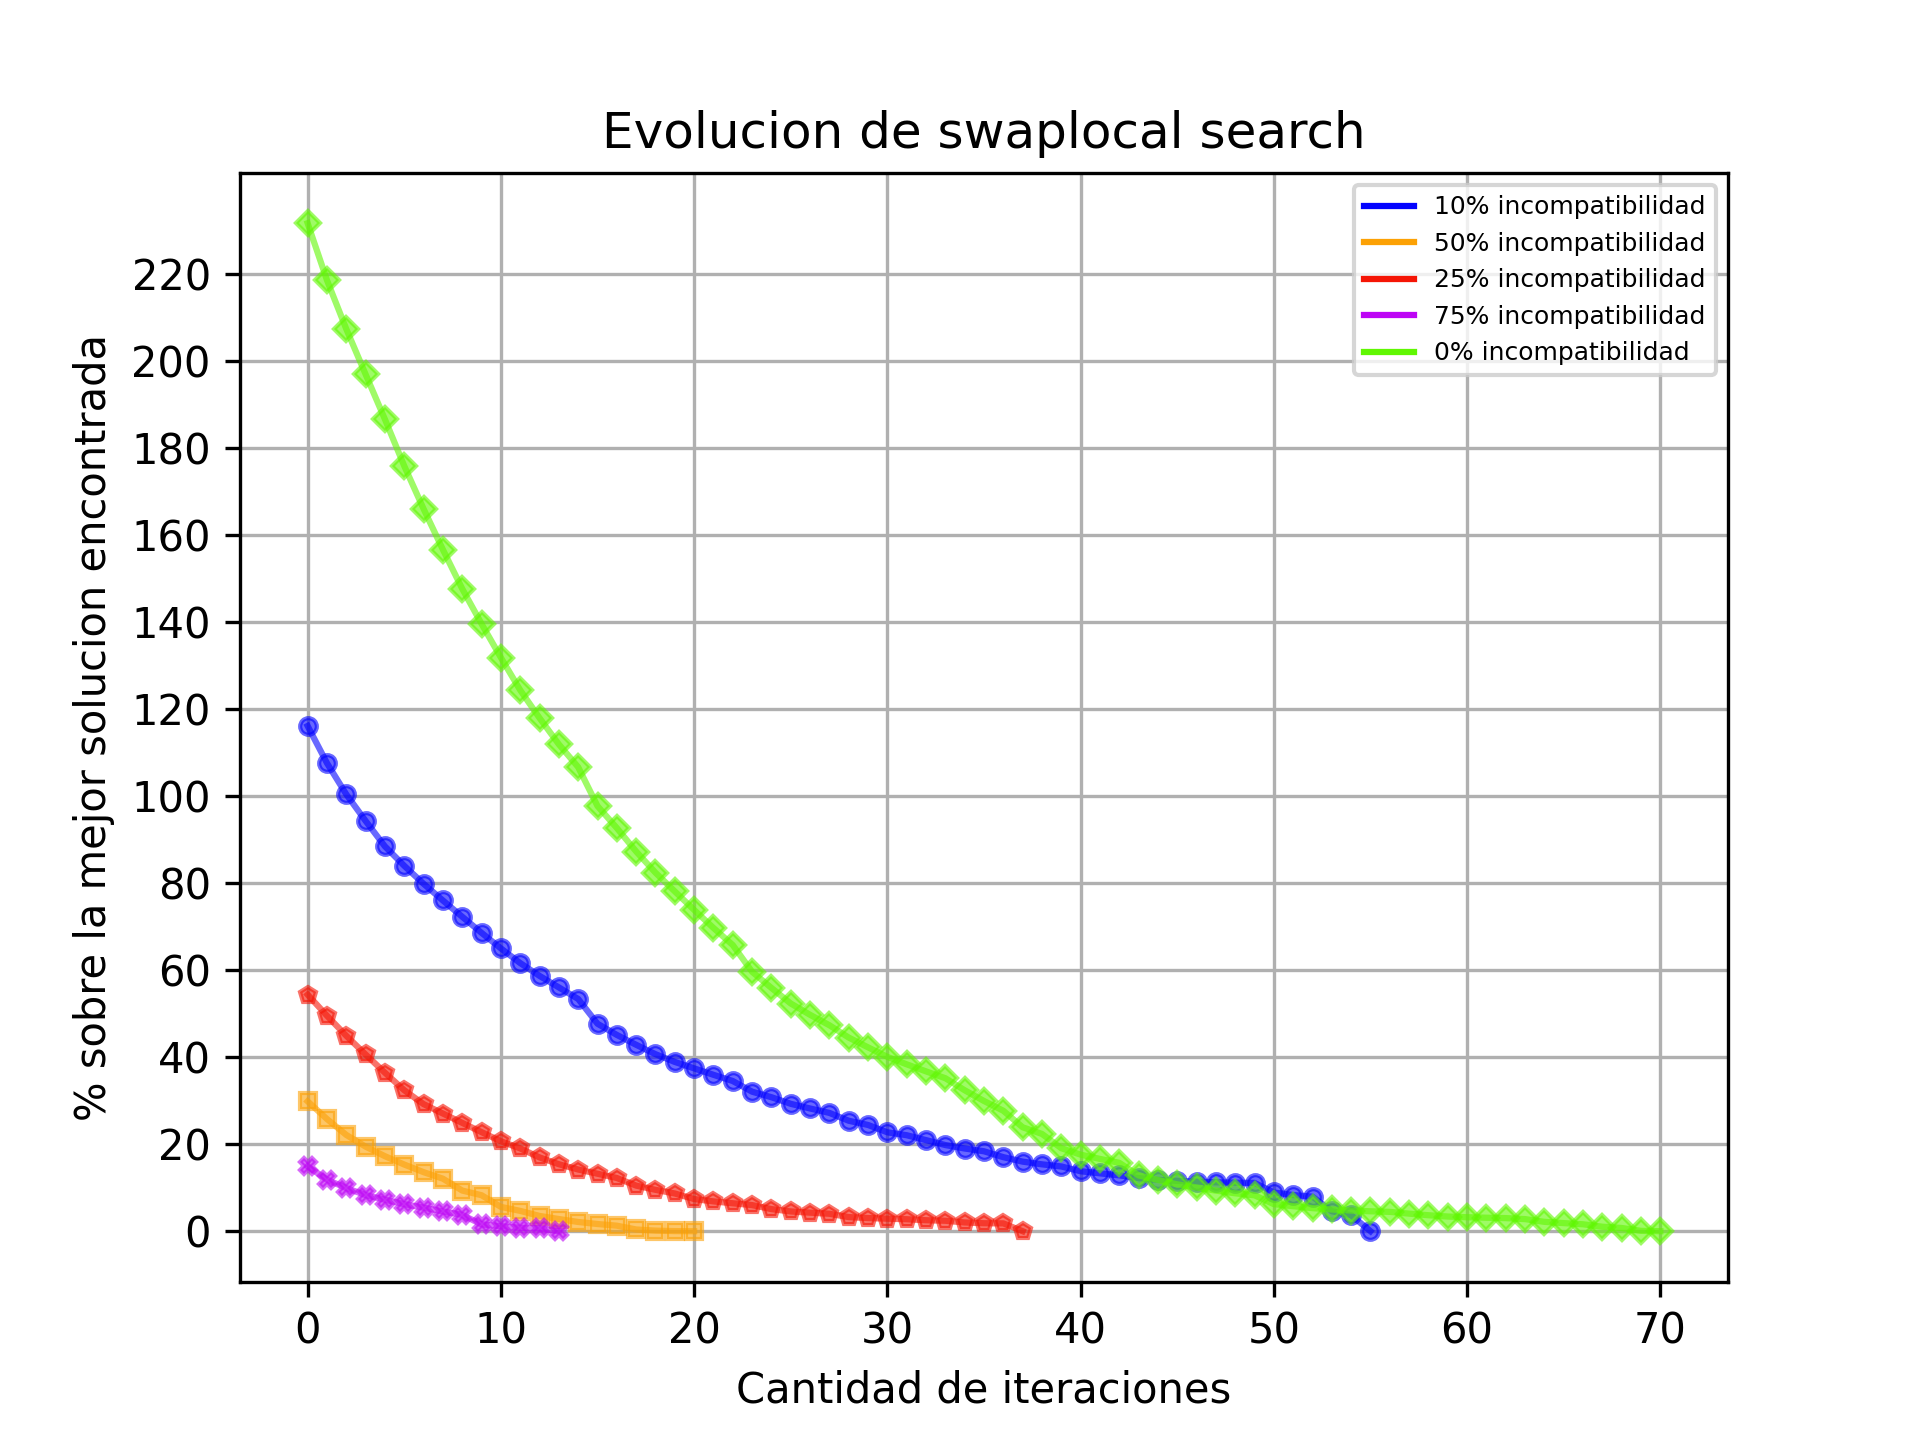 Evolucion de swaplocal search
10% incompatibilidad
50% incompatibilidad
25% incompatibilidad
75% incompatibilidad
0% incompatibilidad
% sobre la mejor solucion encontrada
220
200
180
160
140
120
100
80
60
40
20
0
0 10 20 30 40 50 60 70
Cantidad de iteraciones